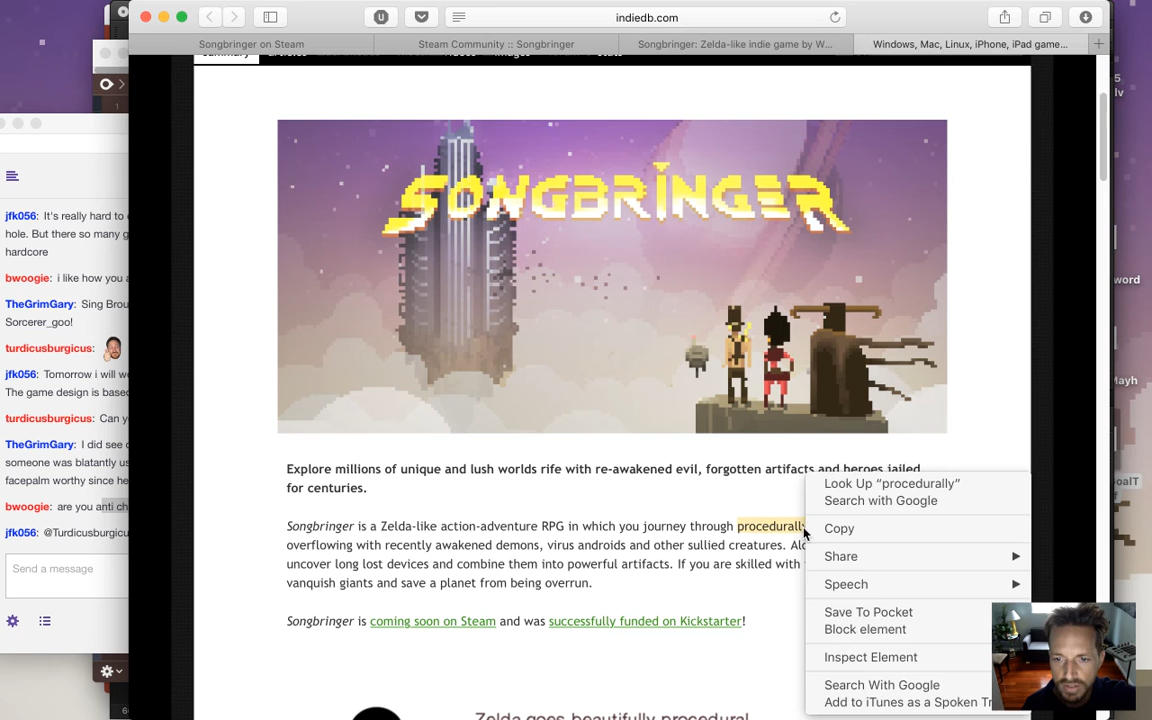 indiedb.com
Songbringer on Steam
Steam Community :: Songbringer
Songbringer: Zelda-like indie game by W...
Windows, Mac, Linux, iPhone, iPad game...
SONGBRINGER
Explore millions of unique and lush worlds rife with re-awakened evil, forgotten artifacts and heroes jailed
for centuries.
Songbringer is a Zelda-like action-adventure RPG in which you journey through procedurally
overflowing with recently awakened demons, virus androids and other sullied creatures. Alo
uncover long lost devices and combine them into powerful artifacts. If you are skilled with
vanquish giants and save a planet from being overrun.
Songbringer is coming soon on Steam and was successfully funded on Kickstarter!
Zelda goes beautifully procedural
Look Up “procedurally”
Search with Google
Copy
Share
Speech
Save To Pocket
Block element
Inspect Element
Search With Google
Add to iTunes as a Spoken Tr
jfk056: It's really hard to
hole. But there so many g
hardcore
bwoogie: i like how you a
TheGrimGary: Sing Brou
Sorcerer_goo!
turdicusburgicus:
jfk056: Tomorrow i will we
The game design is based
turdicusburgicus: Can y
TheGrimGary: I did see
someone was blatantly us
facepalm worthy since he
bwoogie: are you anti ch
jfk056: @Turdicusburgicu
Send a message